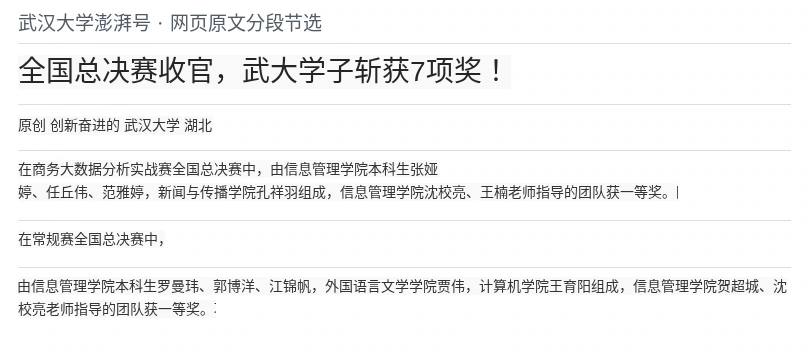 武汉大学澎湃号 · 网页原文分段节选
全国总决赛收官，武大学子斩获7项奖！
原创 创新奋进的 武汉大学 湖北
在商务大数据分析实战赛全国总决赛中，由信息管理学院本科生张娅
婷、任丘伟、范雅婷，新闻与传播学院孔祥羽组成，信息管理学院沈校亮、王楠老师指导的团队获一等奖。
在常规赛全国总决赛中，
由信息管理学院本科生罗曼玮、郭博洋、江锦帆，外国语言文学学院贾伟，计算机学院王育阳组成，信息管理学院贺超城、沈
校亮老师指导的团队获一等奖。